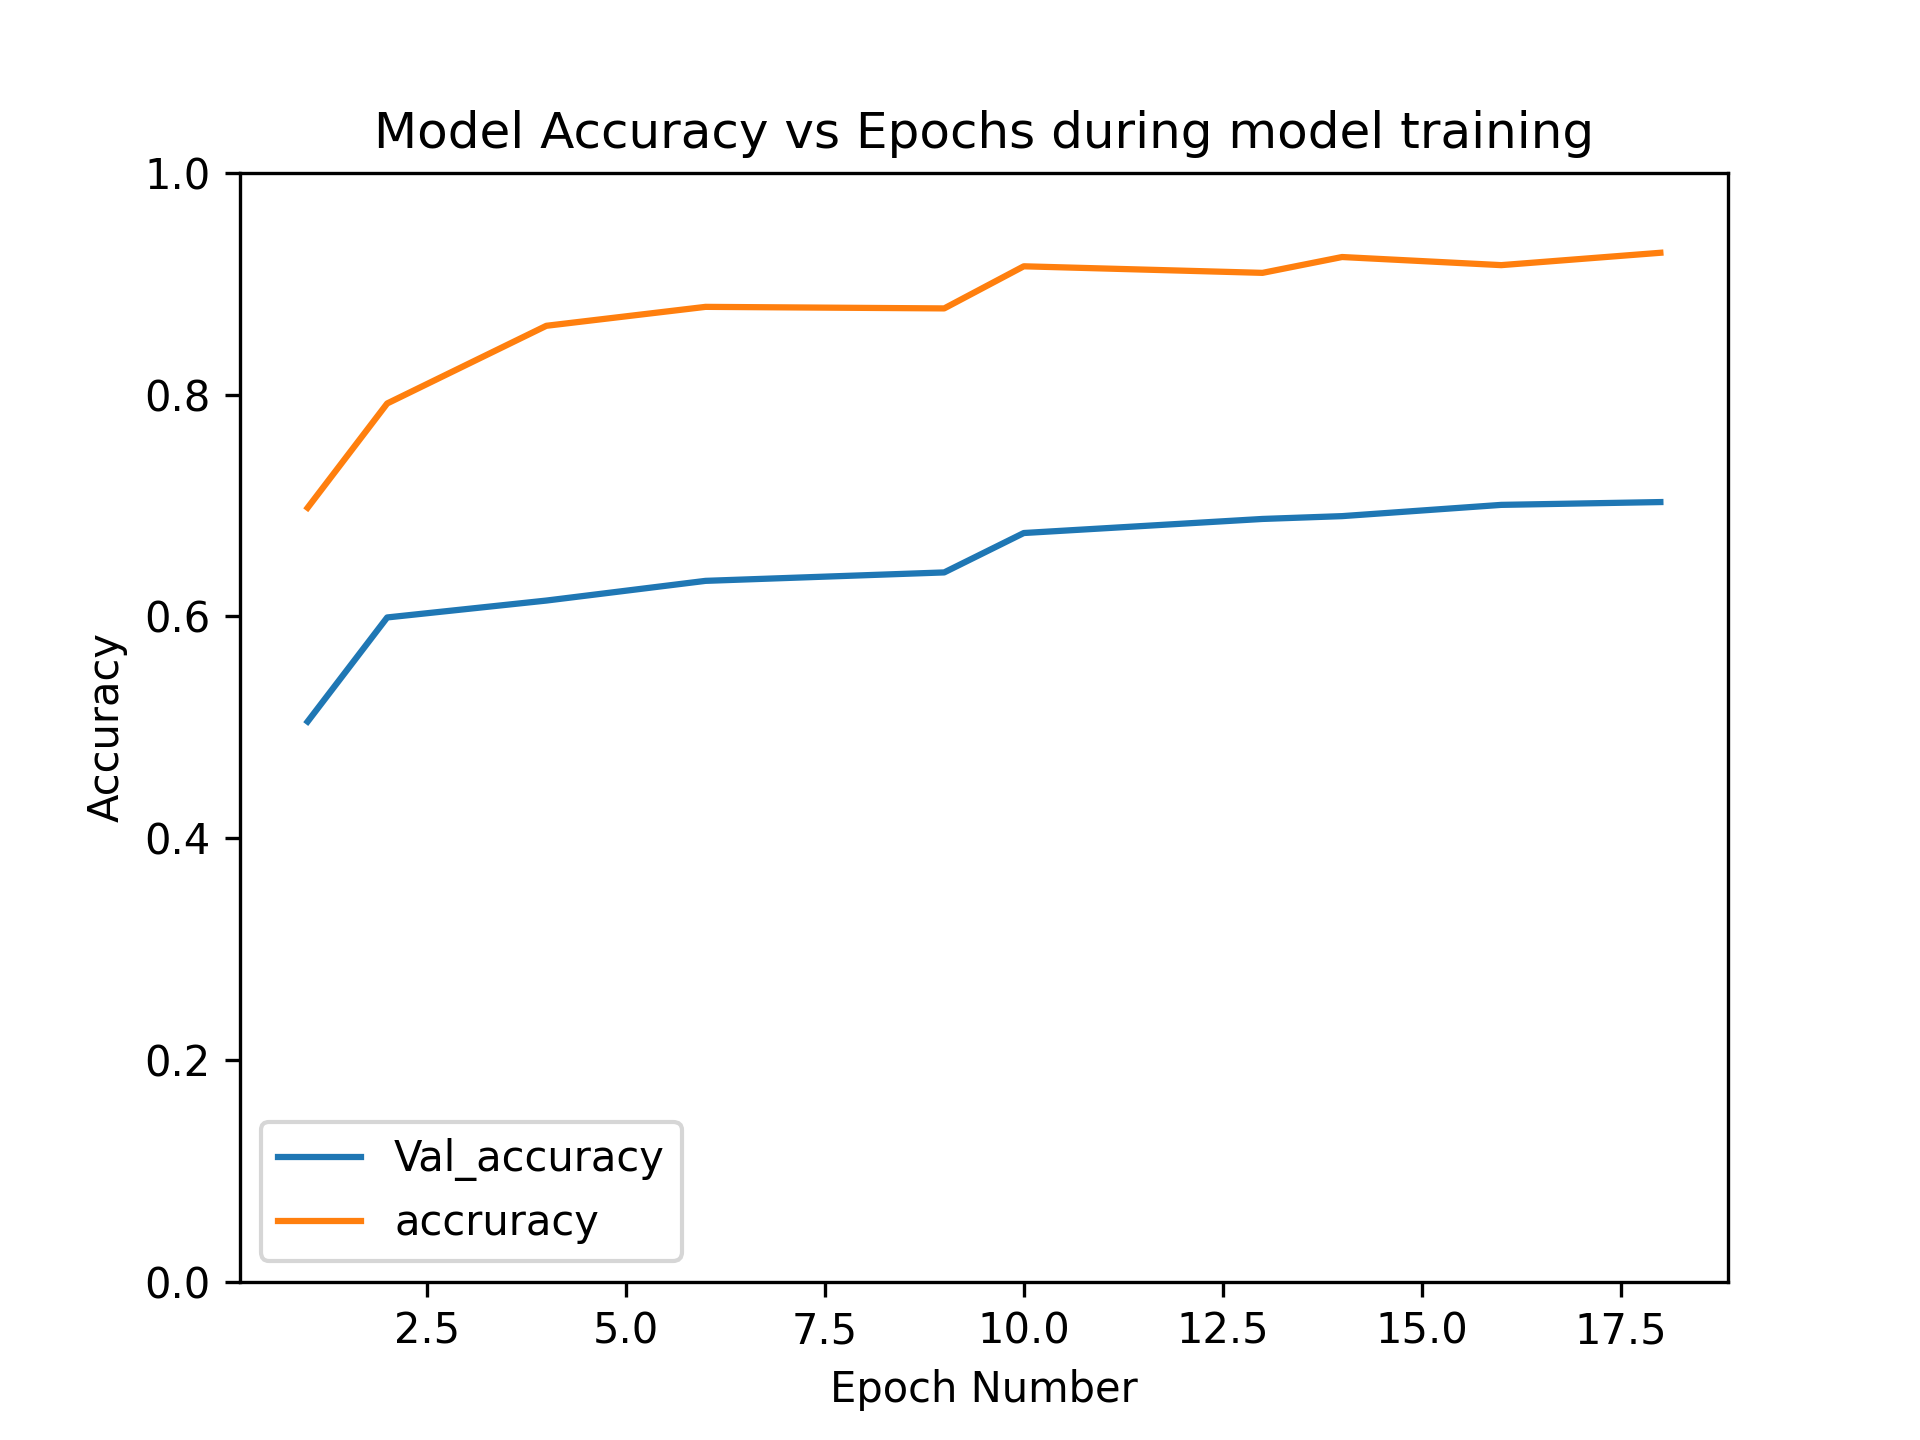 Model Accuracy vs Epochs during model training
1.0
0.8
0.6
0.4
0.2
0.0
Accuracy
Val_accuracy
accruracy
2.5 5.0 7.5 10.0 12.5 15.0 17.5
Epoch Number